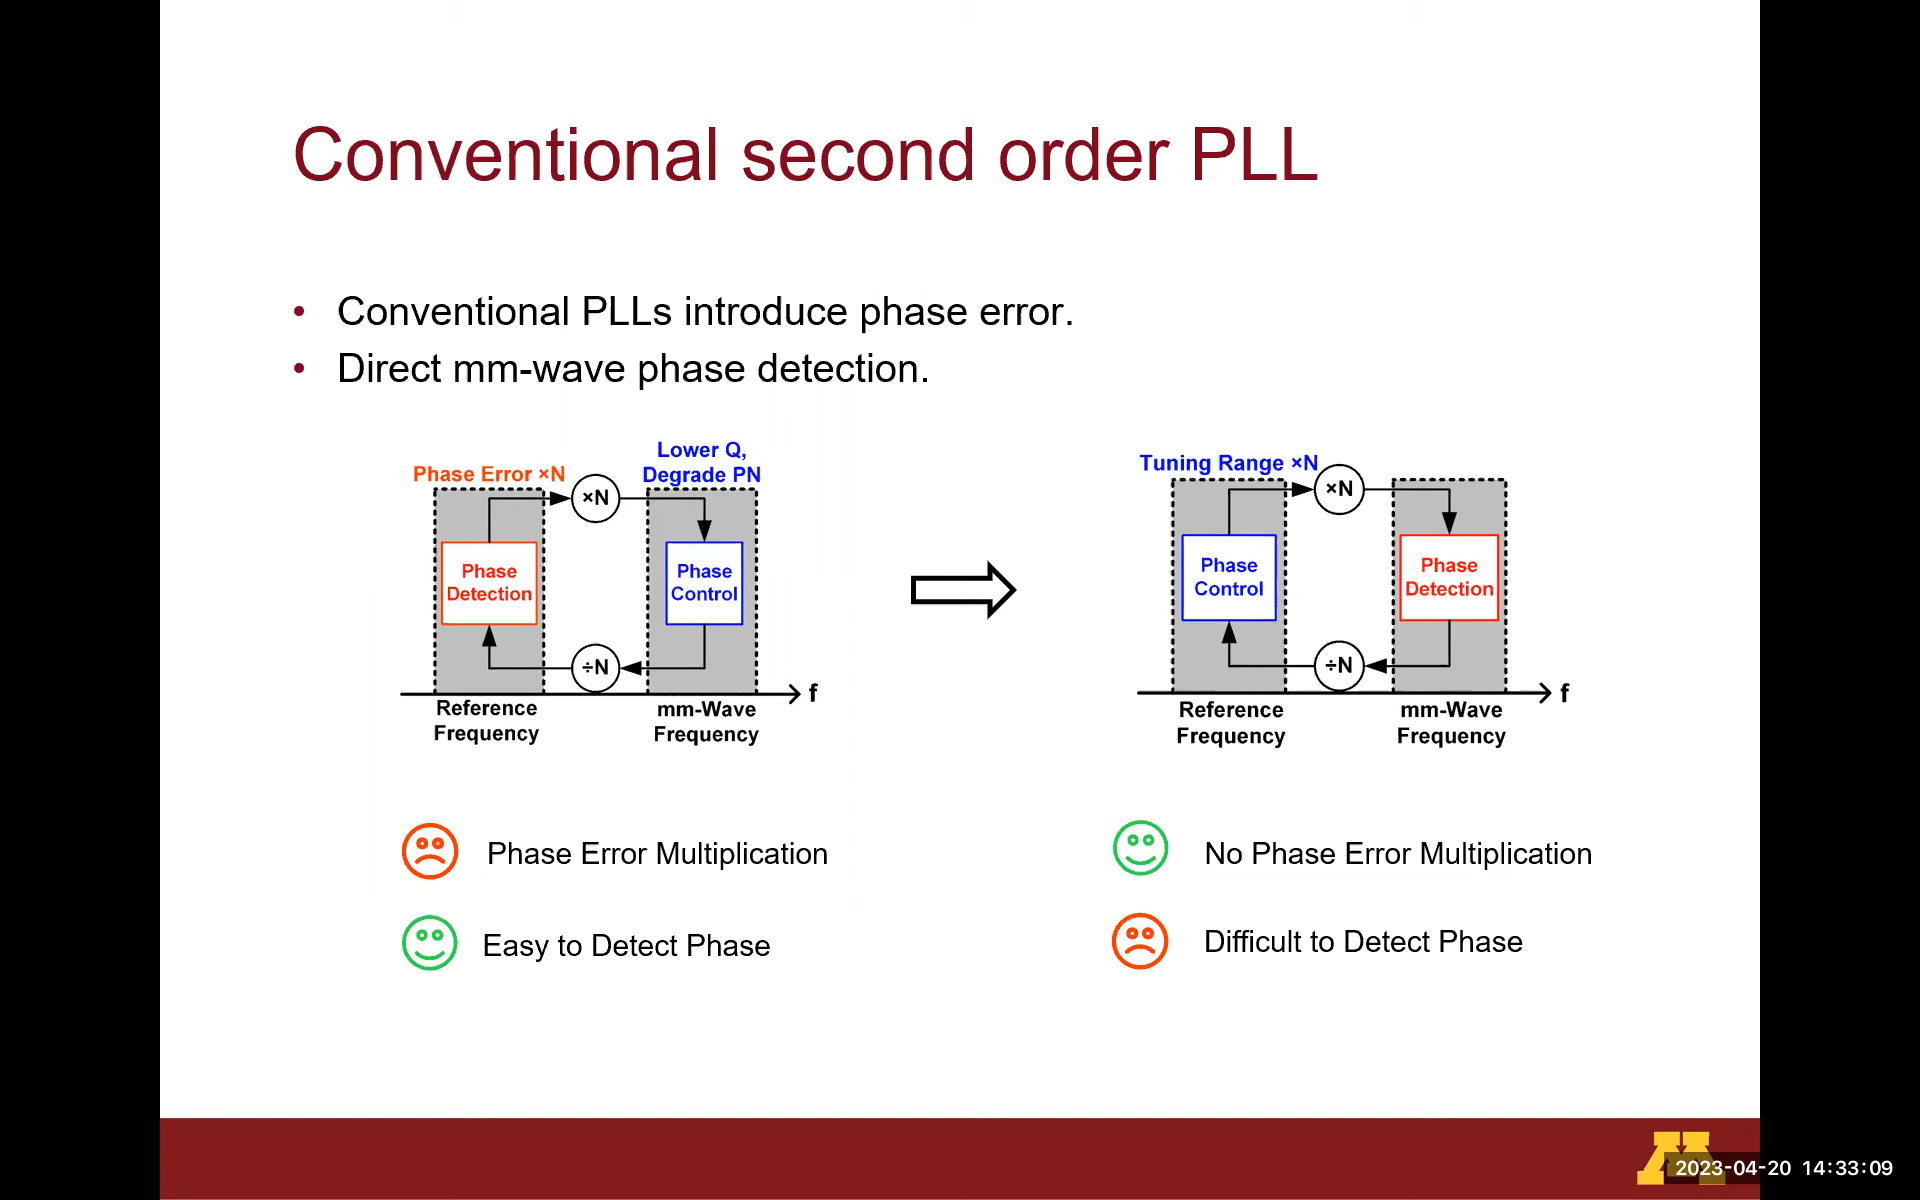 Conventional second order PLL
• Conventional PLLs introduce phase error.
• Direct mm-wave phase detection.
Phase Error ×N
Lower Q,
Degrade PN
×N
Phase
Detection
Phase
Control
÷N
f
Reference
Frequency
mm-Wave
Frequency
Tuning Range ×N
×N
Phase
Control
Phase
Detection
÷N
f
Reference
Frequency
mm-Wave
Frequency
Phase Error Multiplication
Easy to Detect Phase
No Phase Error Multiplication
Difficult to Detect Phase
2023-04-20 14:33:09